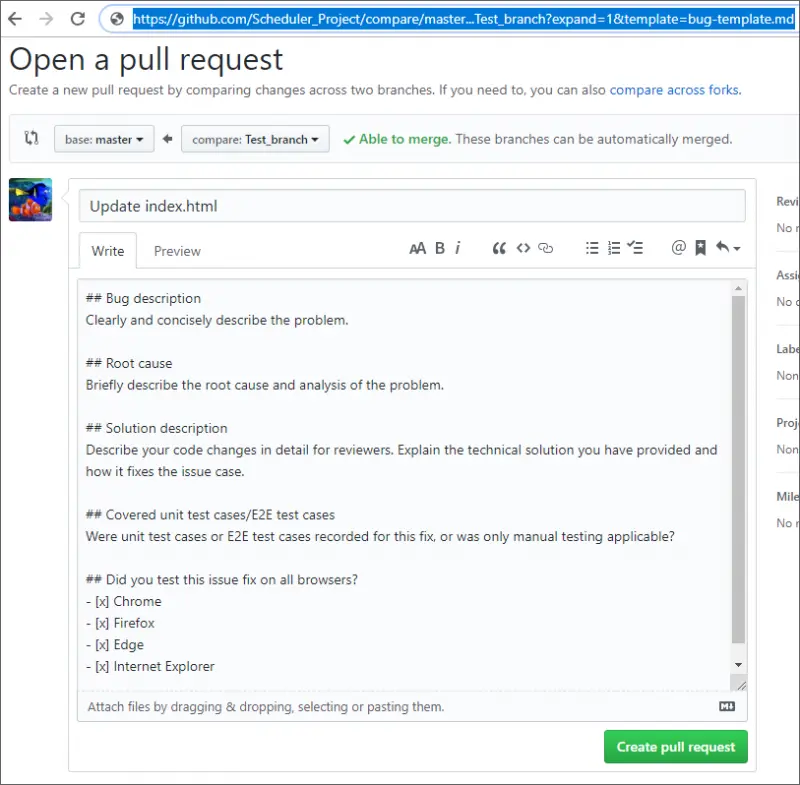 https://github.com/Scheduler_Project/compare/master...Test_branch?expand=1&template=bug-template.md
Open a pull request
Create a new pull request by comparing changes across two branches. If you need to, you can also compare across forks.
base: master
compare: Test_branch
Able to merge. These branches can be automatically merged.
Update index.html
Write
Preview
AA B i
## Bug description
Clearly and concisely describe the problem.
## Root cause
Briefly describe the root cause and analysis of the problem.
## Solution description
Describe your code changes in detail for reviewers. Explain the technical solution you have provided and
how it fixes the issue case.
## Covered unit test cases/E2E test cases
Were unit test cases or E2E test cases recorded for this fix, or was only manual testing applicable?
## Did you test this issue fix on all browsers?
- [x] Chrome
- [x] Firefox
- [x] Edge
- [x] Internet Explorer
Attach files by dragging & dropping, selecting or pasting them.
Create pull request
Revi
No r
Assi
No c
Labe
Non
Proj
Non
Mile
No r